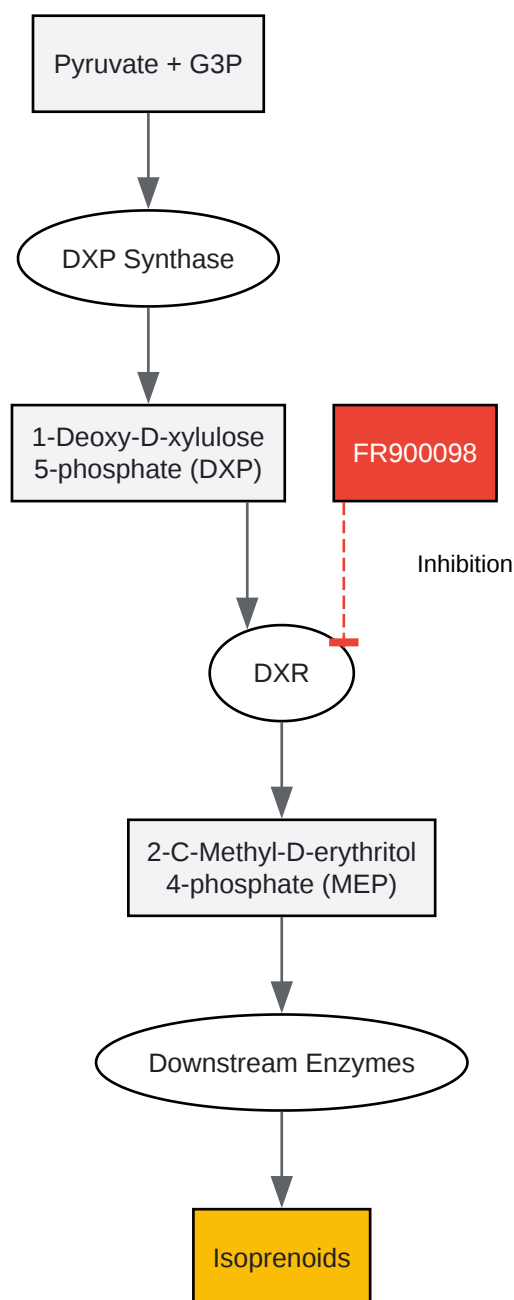 Pyruvate + G3P
DXP Synthase
1-Deoxy-D-xylulose
5-phosphate (DXP)
FR900098
Inhibition
DXR
2-C-Methyl-D-erythritol
4-phosphate (MEP)
Downstream Enzymes
Isoprenoids